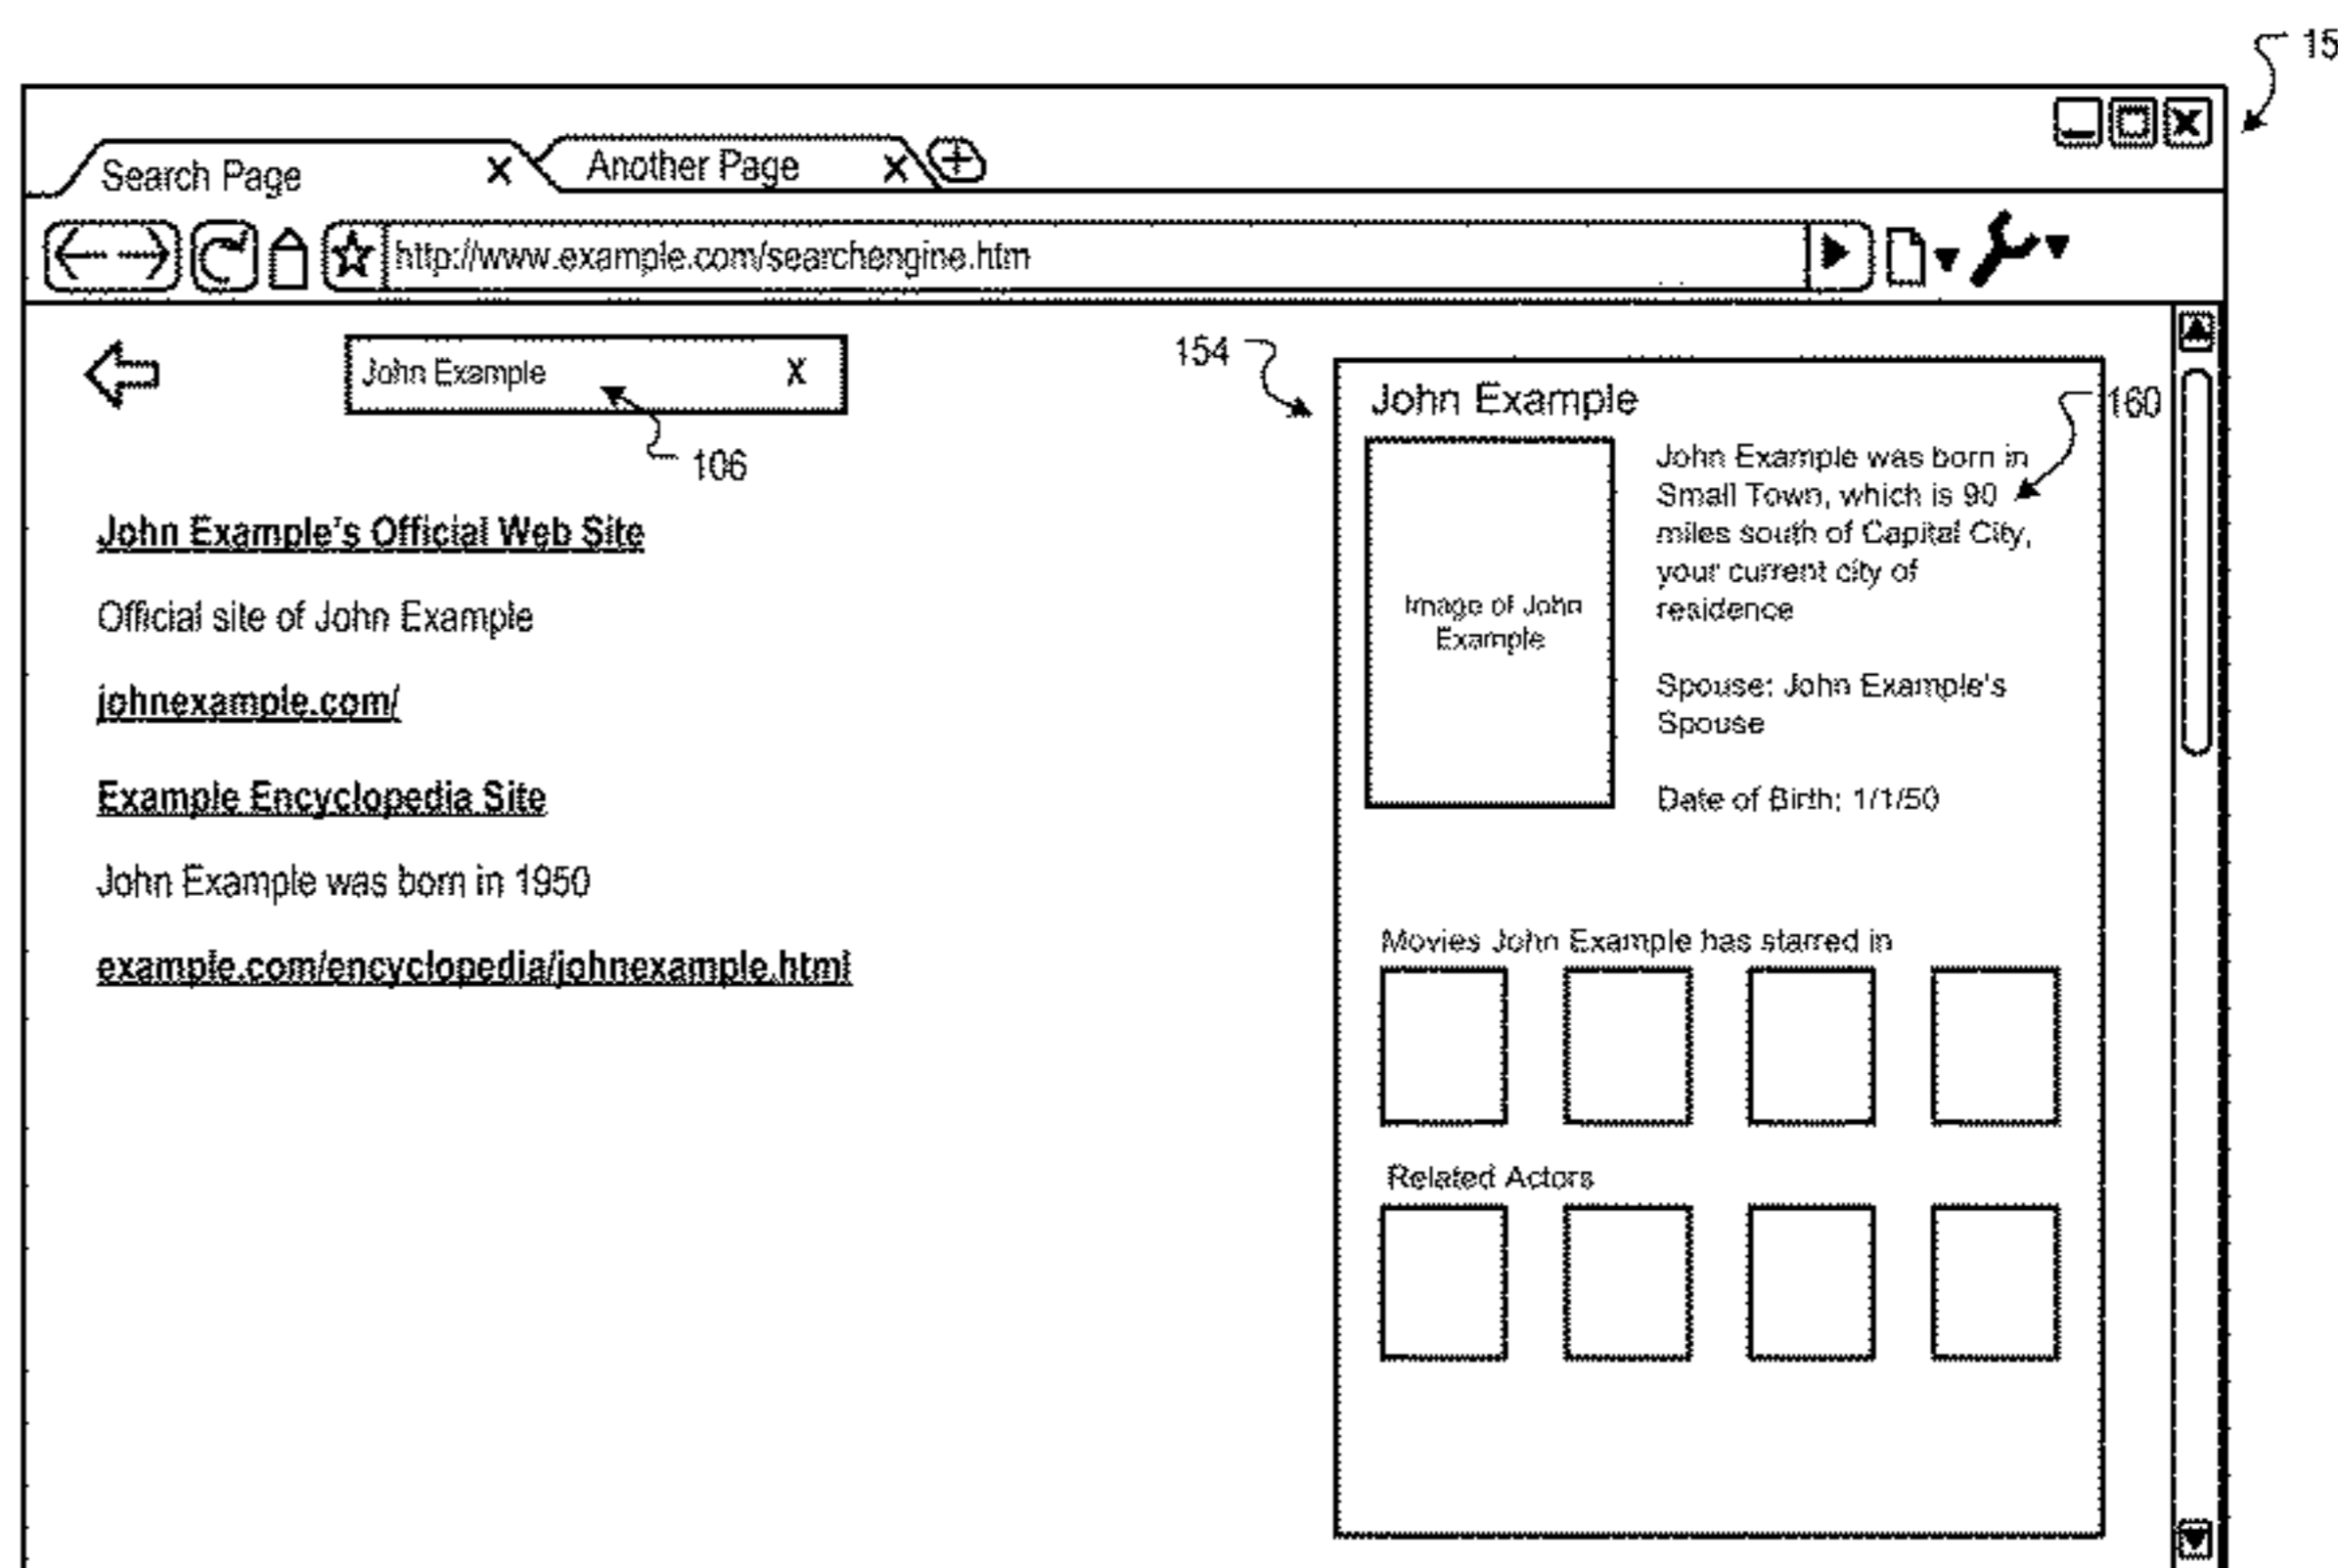 15
Search Page X
Another Page X
http://www.example.com/searchengine.htm
John Example X
106
John Example's Official Web Site
Official site of John Example
johnexample.com/
Example Encyclopedia Site
John Example was born in 1950
example.com/encyclopedia/johnexample.html
154
John Example
160
Image of John
Example
John Example was born in
Small Town, which is 90
miles south of Capital City,
your current city of
residence
Spouse: John Example's
Spouse
Date of Birth: 1/1/50
Movies John Example has starred in
Related Actors